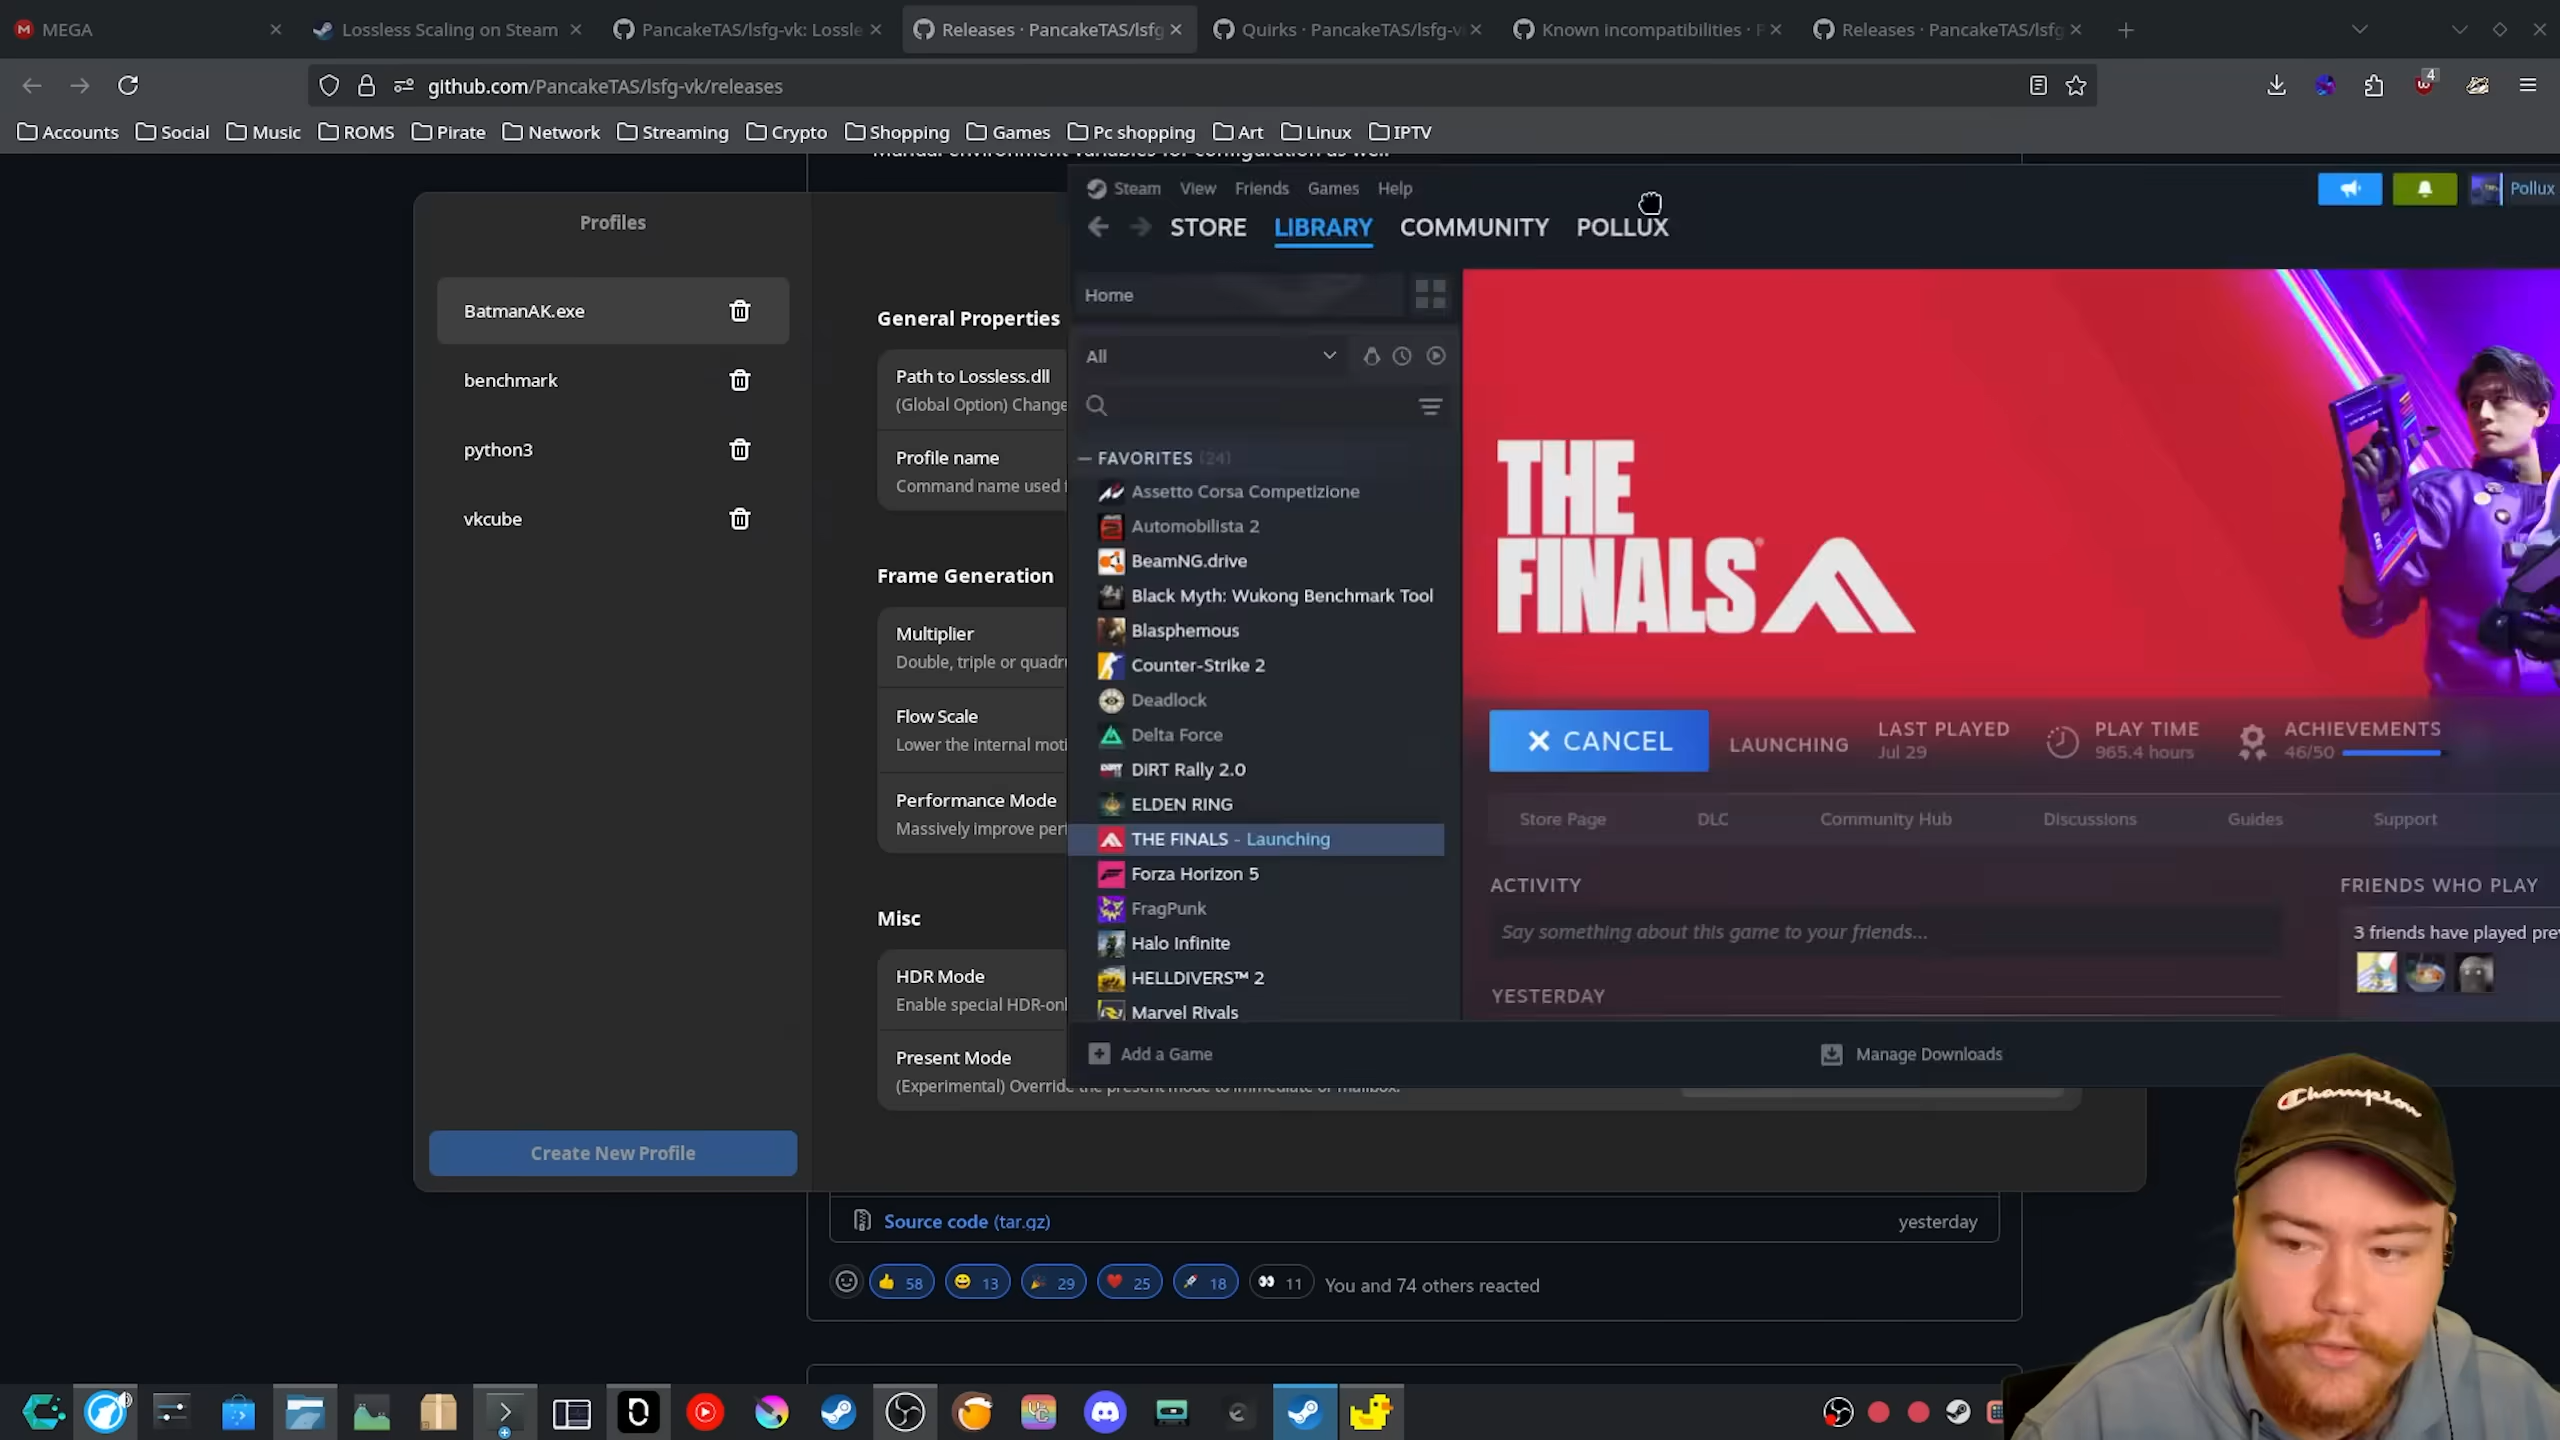 MEGA
Lossless Scaling on Steam
PancakeTAS/lsfg-vk: Lossle
Releases · PancakeTAS/lsfg
Quirks · PancakeTAS/lsfg-v
Known incompatibilities · P
Releases · PancakeTAS/lsfg
github.com/PancakeTAS/lsfg-vk/releases
4
Accounts
Social
Music
ROMS
Pirate
Network
Streaming
Crypto
Shopping
Games
Pc shopping
Art
Linux
IPTV
Manual environment variables for configuration as well
Profiles
BatmanAK.exe
benchmark
python3
vkcube
Create New Profile
General Properties
Path to Lossless.dll
(Global Option) Change
Profile name
Command name used
Frame Generation
Multiplier
Double, triple or quadru
Flow Scale
Lower the internal moti
Performance Mode
Massively improve per
Misc
HDR Mode
Enable special HDR-onl
Present Mode
(Experimental) Override the present mode to immediate or mailbox.
Steam View Friends Games Help
Pollux
STORE LIBRARY COMMUNITY POLLUX
Home
All
FAVORITES (24)
Assetto Corsa Competizione
Automobilista 2
BeamNG.drive
Black Myth: Wukong Benchmark Tool
Blasphemous
Counter-Strike 2
Deadlock
Delta Force
DiRT Rally 2.0
ELDEN RING
THE FINALS - Launching
Forza Horizon 5
FragPunk
Halo Infinite
HELLDIVERS™ 2
Marvel Rivals
THE
FINALS
CANCEL
LAUNCHING
LAST PLAYED
Jul 29
PLAY TIME
965.4 hours
ACHIEVEMENTS
46/50
Store Page
DLC
Community Hub
Discussions
Guides
Support
ACTIVITY
Say something about this game to your friends...
YESTERDAY
FRIENDS WHO PLAY
3 friends have played pre
Add a Game
Manage Downloads
Source code (tar.gz)
yesterday
58
13
29
25
18
11
You and 74 others reacted
Champion